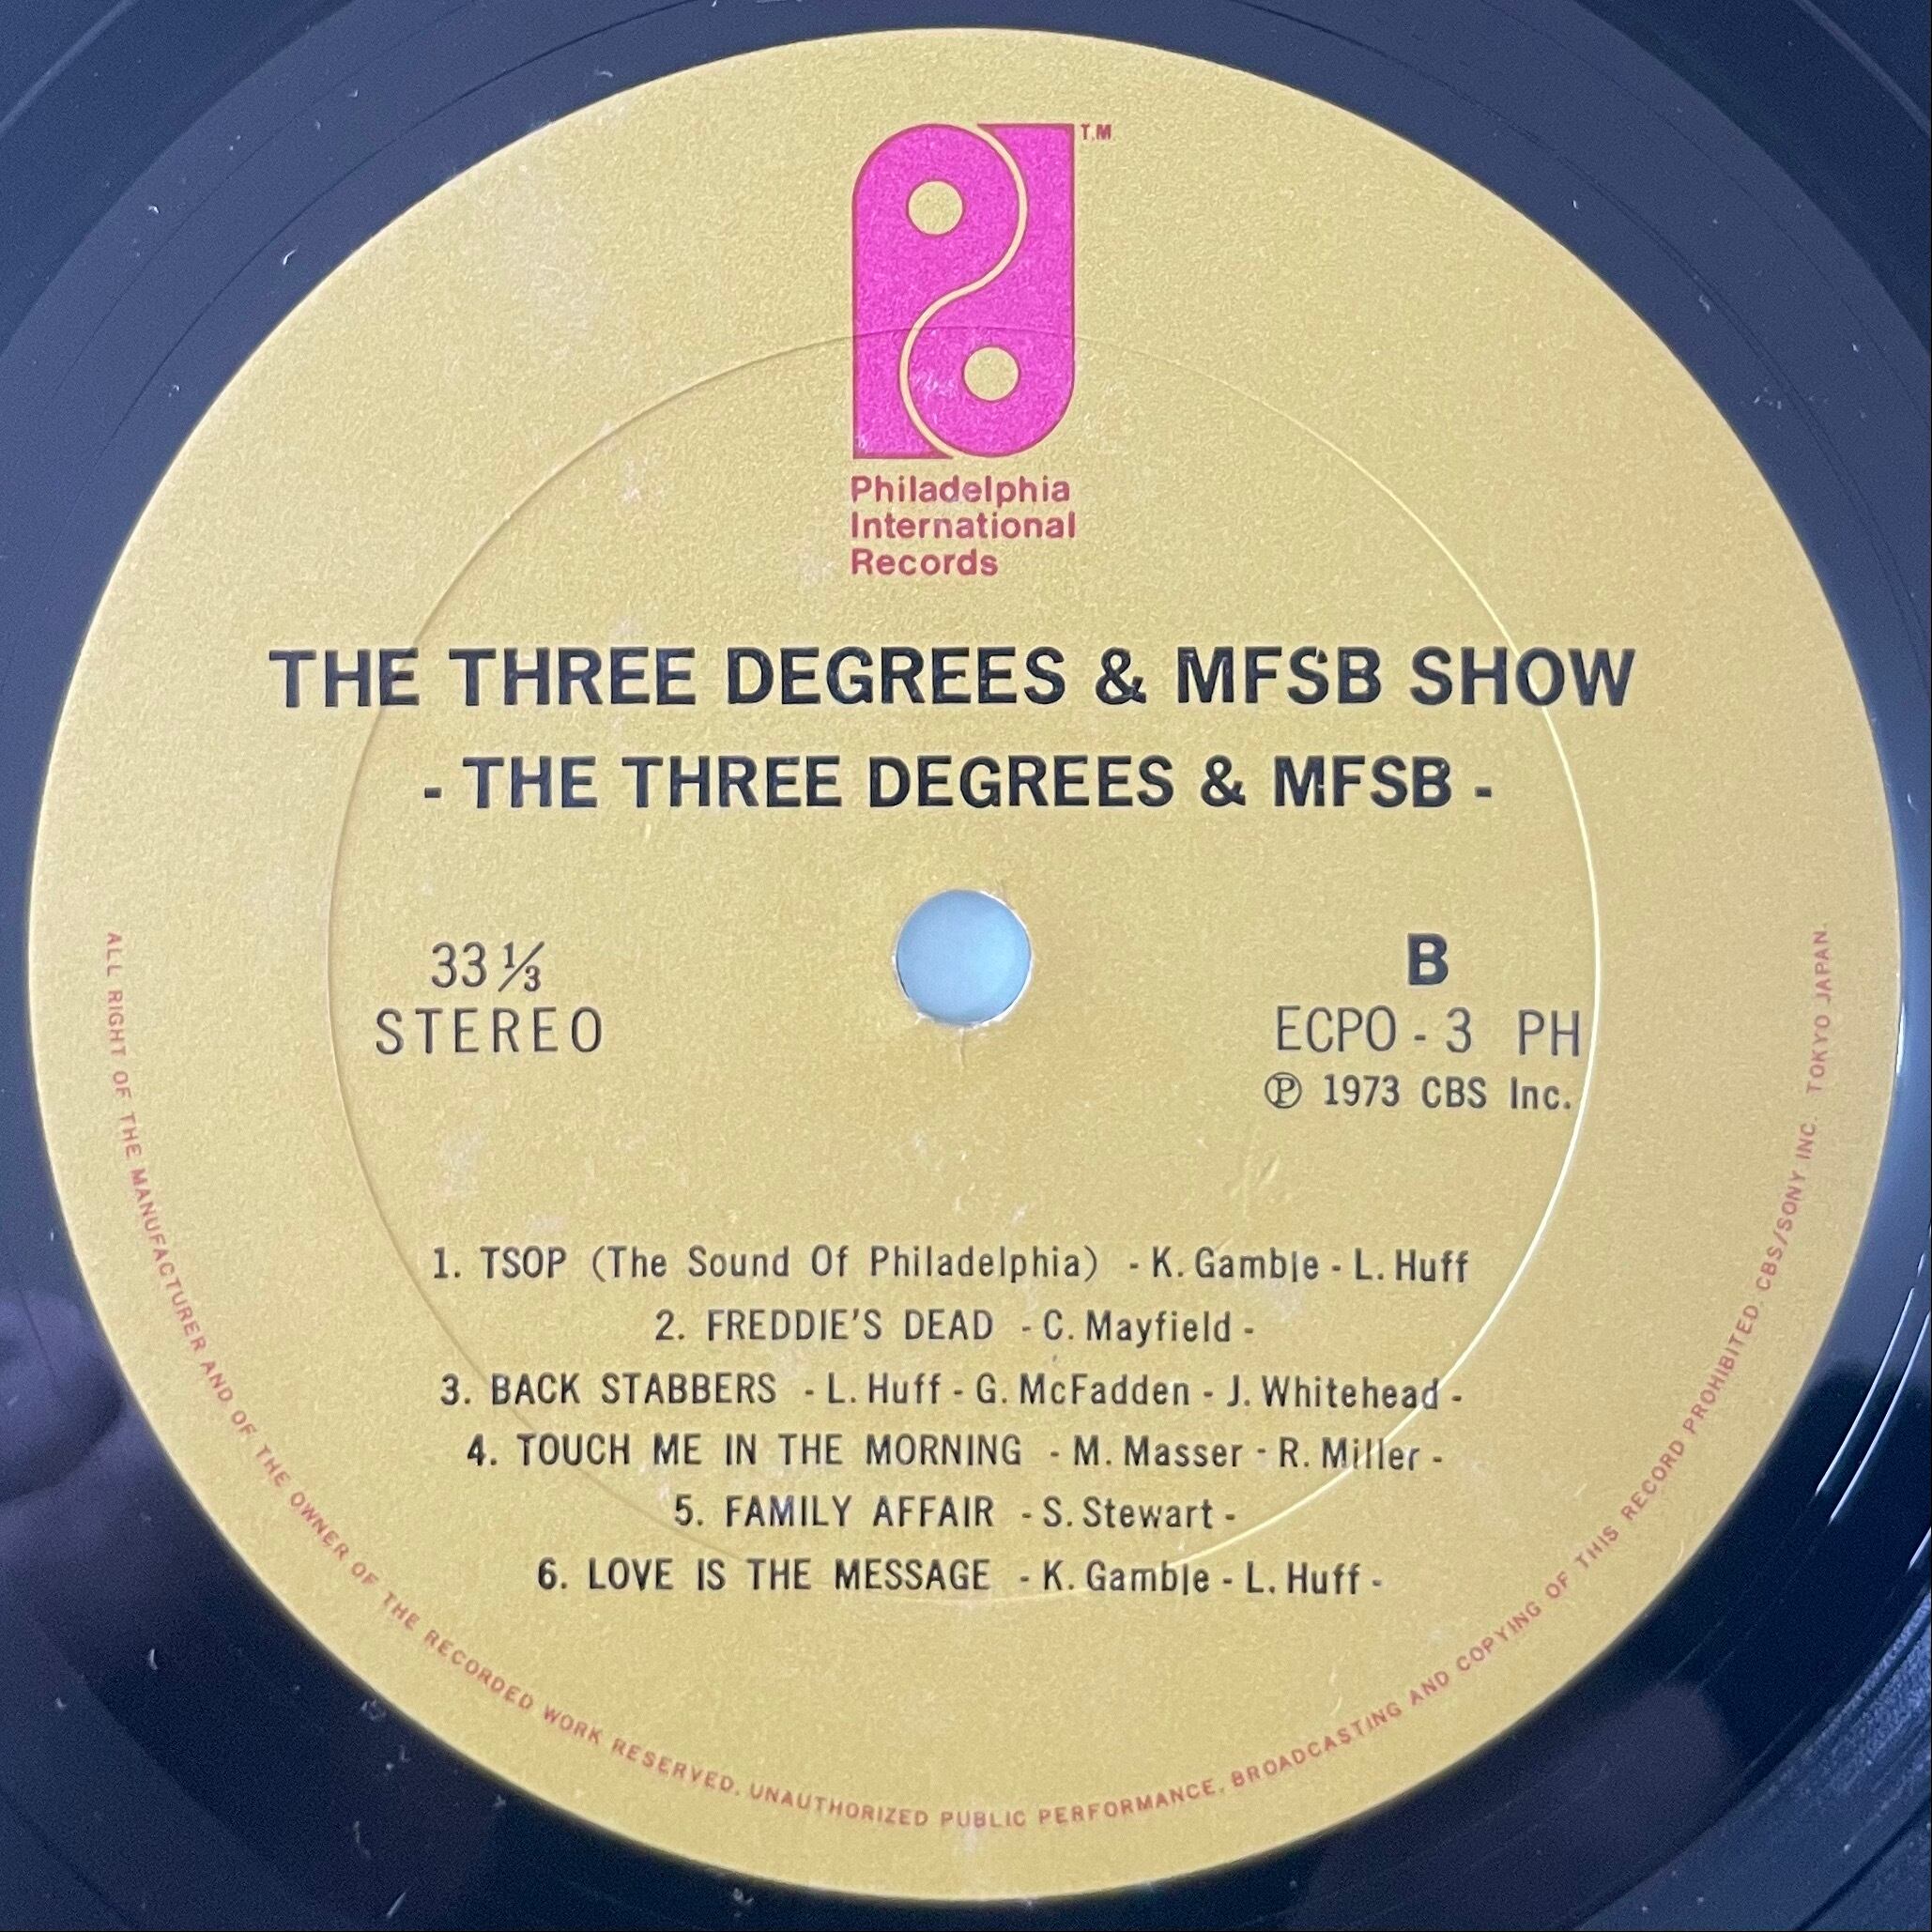 T.M
Philadelphia
International
Records
THE THREE DEGREES & MFSB SHOW
- THE THREE DEGREES & MFSB -
33 1/3
STEREO
B
ECPO - 3 PH
Ⓟ 1973 CBS Inc.
1. TSOP (The Sound Of Philadelphia) - K. Gamble - L. Huff
2. FREDDIE'S DEAD - C. Mayfield -
3. BACK STABBERS - L. Huff - G. McFadden - J. Whitehead -
4. TOUCH ME IN THE MORNING - M. Masser - R. Miller -
5. FAMILY AFFAIR - S. Stewart -
6. LOVE IS THE MESSAGE - K. Gamble - L. Huff -
ALL RIGHT OF THE MANUFACTURER AND OF THE OWNER OF THE RECORDED WORK RESERVED. UNAUTHORIZED PUBLIC PERFORMANCE. BROADCASTING AND COPYING OF THIS RECORD PROHIBITED. CBS/SONY INC. TOKYO JAPAN.